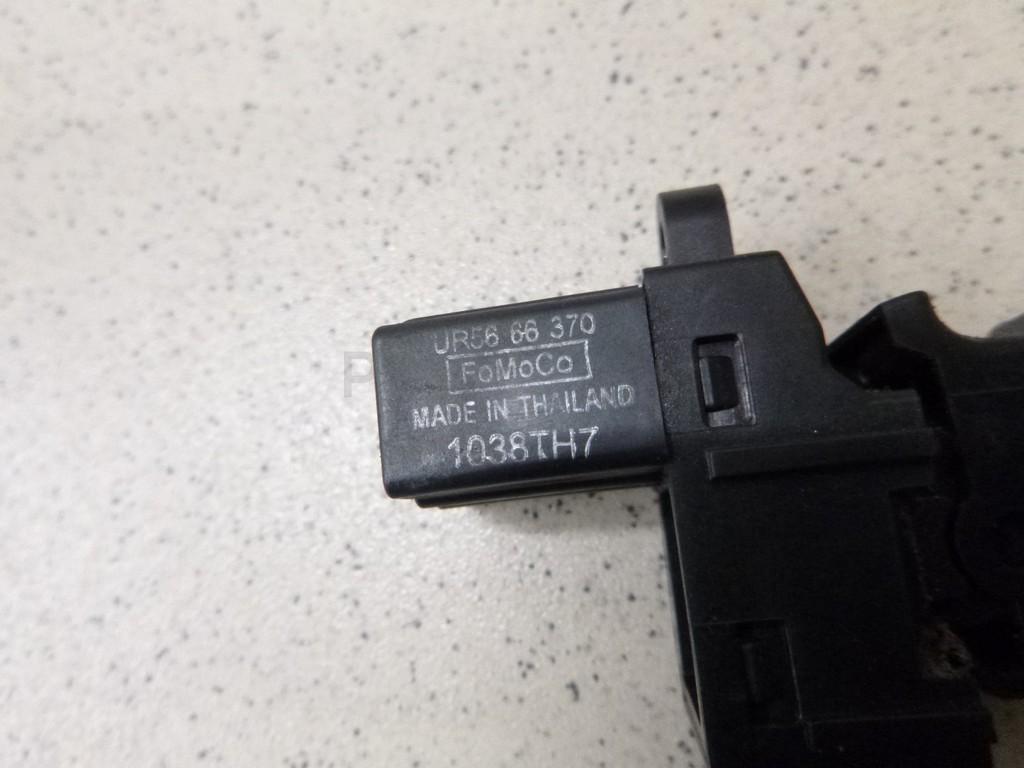 UR56 66 370
FoMoCo
MADE IN THAILAND
1038TH7